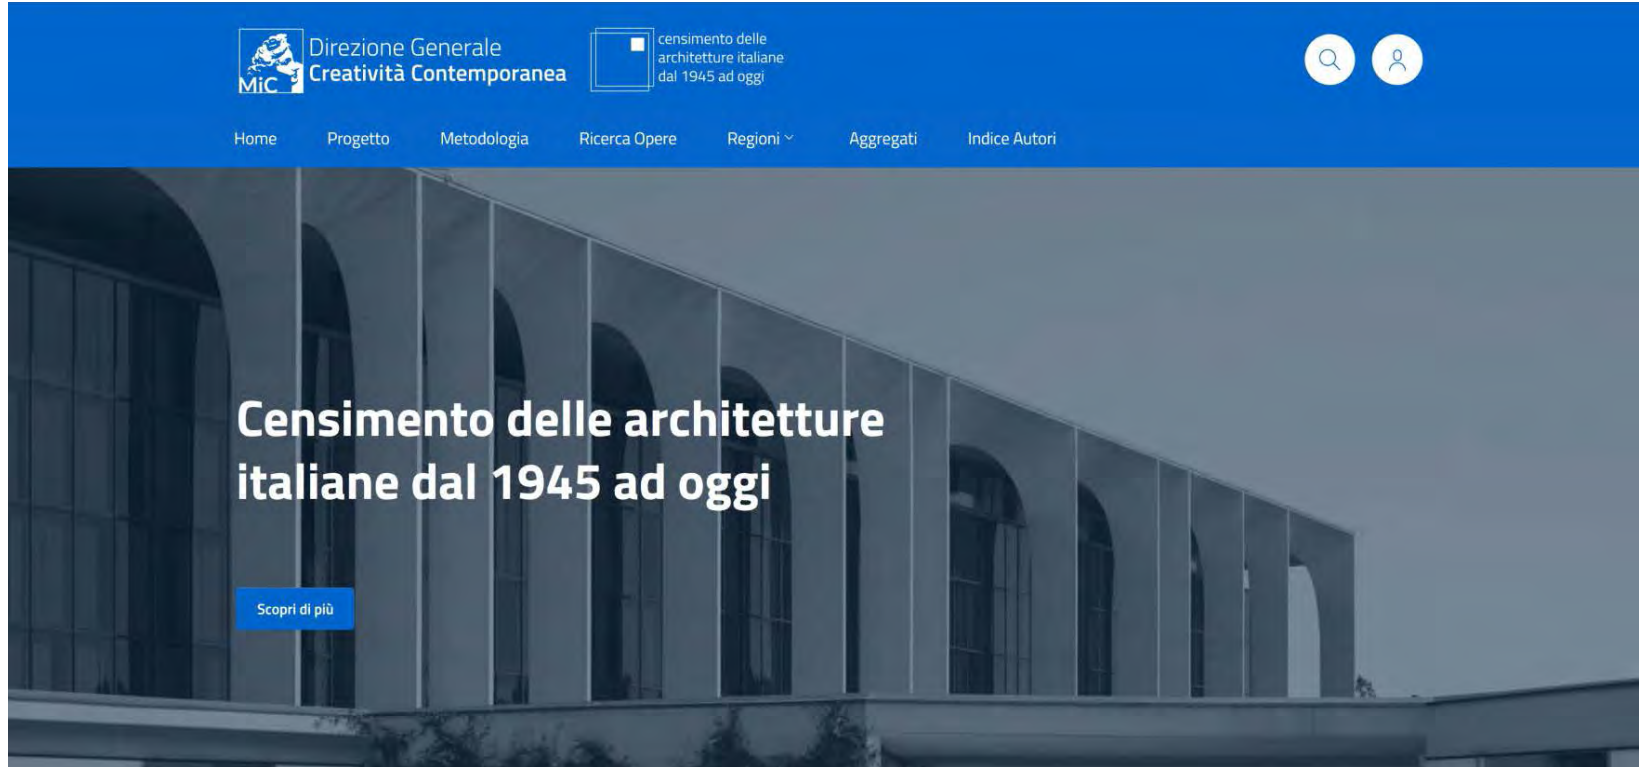 MiC
Direzione Generale
Creatività Contemporanea
censimento delle
architetture italiane
dal 1945 ad oggi
Home Progetto Metodologia Ricerca Opere Regioni Aggregati Indice Autori
Censimento delle architetture
italiane dal 1945 ad oggi
Scopri di più